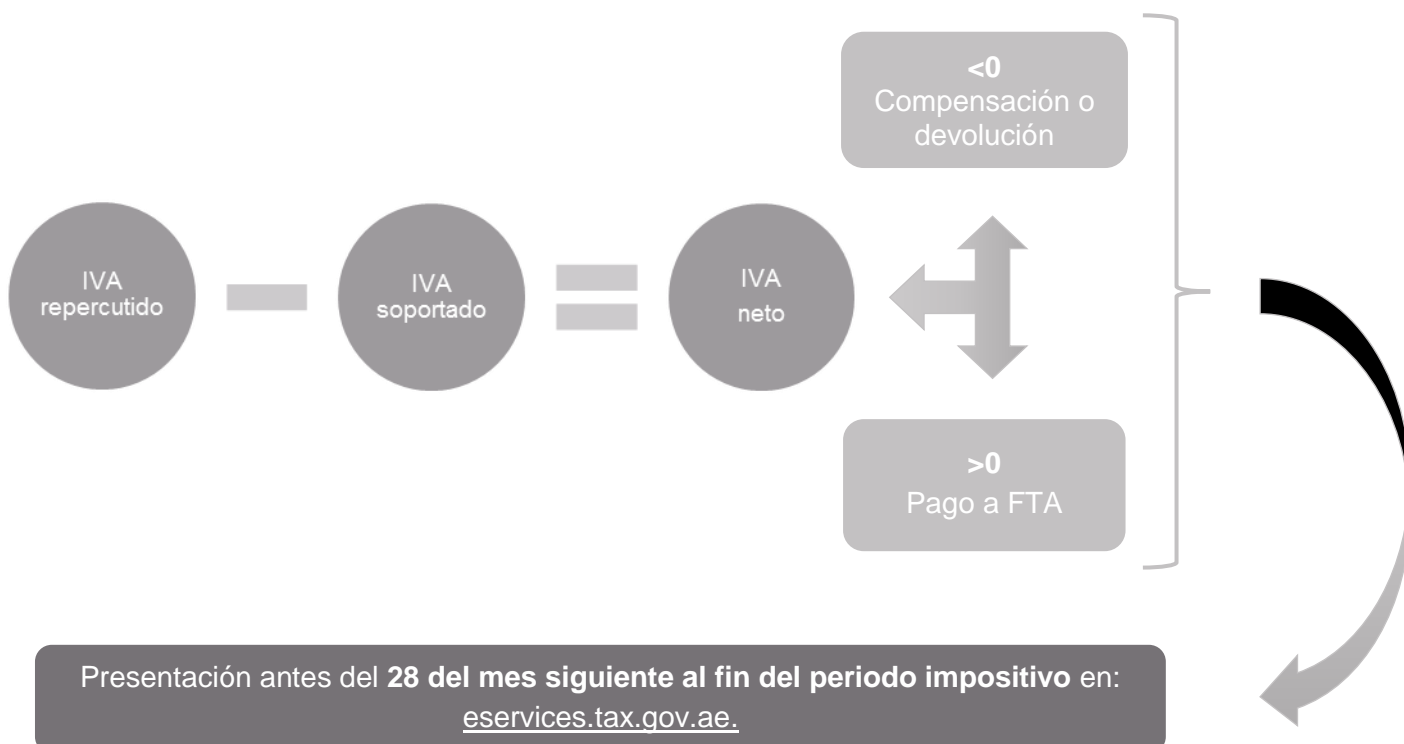 <0
Compensación o
devolución
IVA
repercutido
IVA
soportado
IVA
neto
>0
Pago a FTA
Presentación antes del 28 del mes siguiente al fin del periodo impositivo en:
eservices.tax.gov.ae.